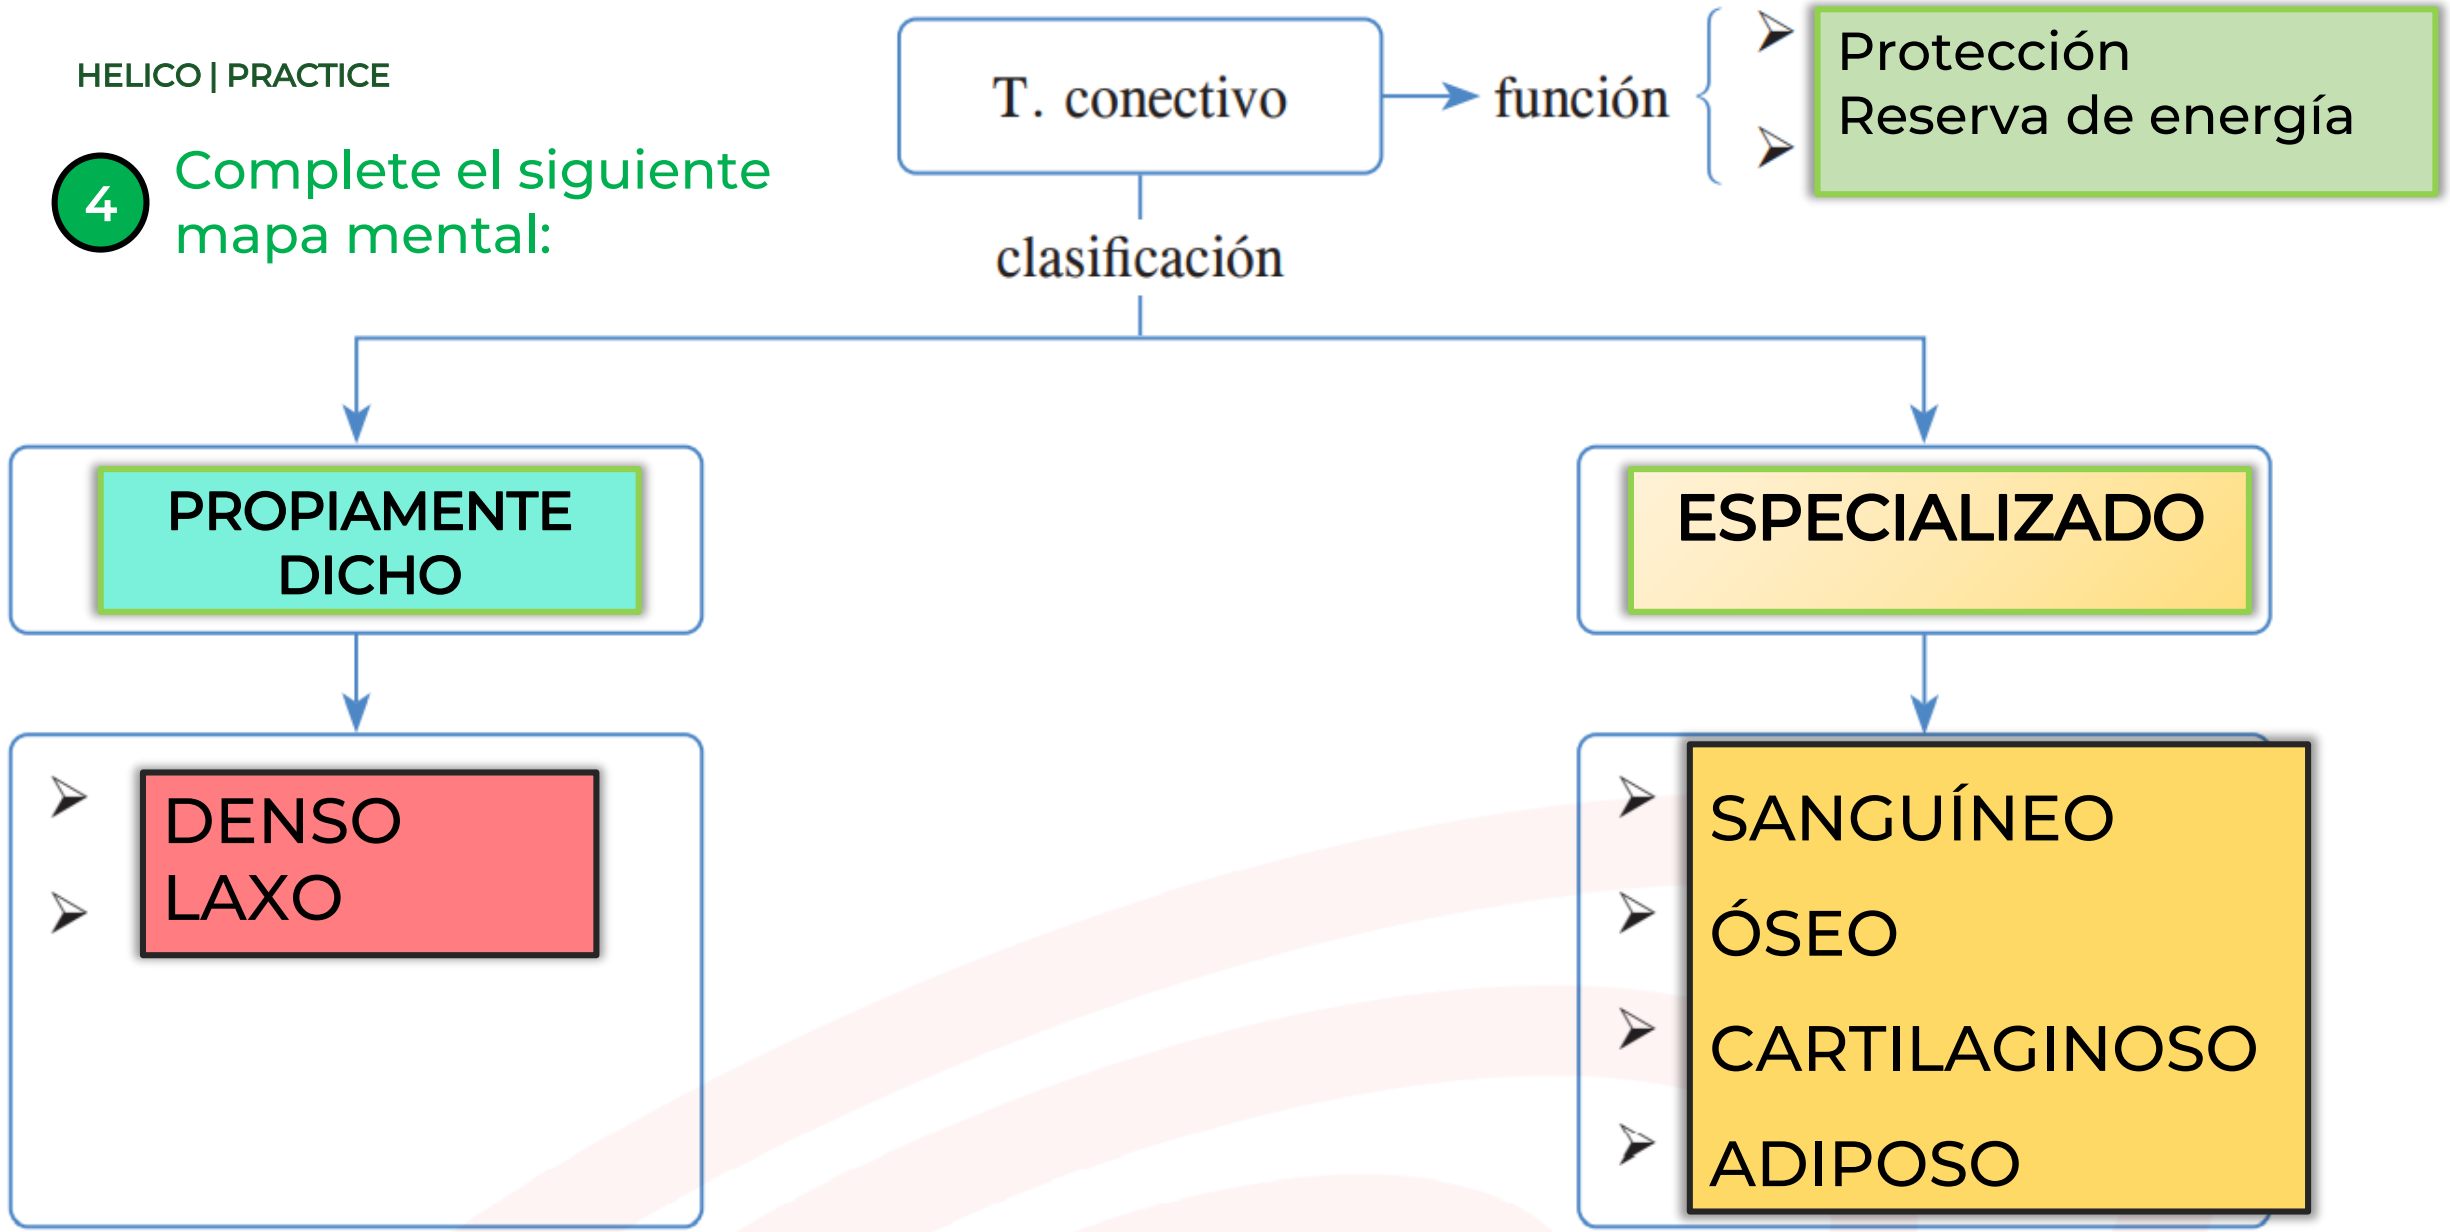 HELICO | PRACTICE
4
Complete el siguiente
mapa mental:
T. conectivo
función
Protección
Reserva de energía
clasificación
PROPIAMENTE
DICHO
ESPECIALIZADO
DENSO
LAXO
SANGUÍNEO
ÓSEO
CARTILAGINOSO
ADIPOSO